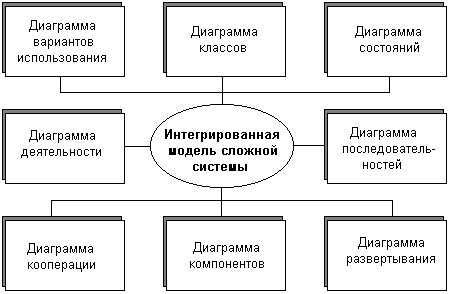 Диаграмма
вариантов
использования
Диаграмма
классов
Диаграмма
состояний
Диаграмма
деятельности
Интегрированная
модель сложной
системы
Диаграмма
последователь-
ностей
Диаграмма
кооперации
Диаграмма
компонентов
Диаграмма
развертывания